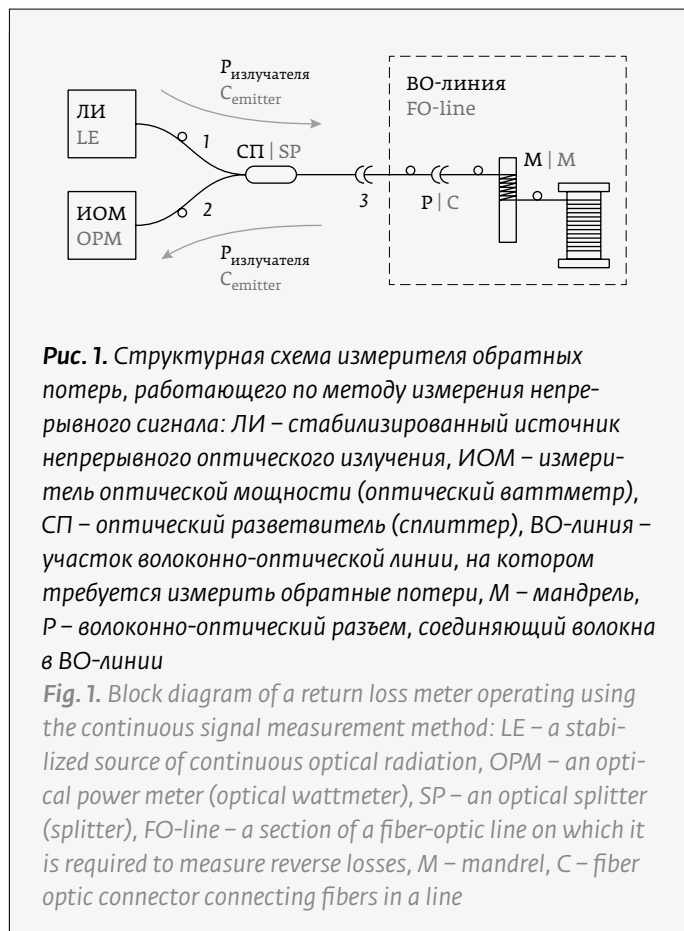 Pизлучателя
Cemitter
ВО-линия
FO-line
ЛИ
LE
1
СП | SP
М | M
ИОМ
OPM
2
3
Р | C
Pизлучателя
Cemitter
Рис. 1. Структурная схема измерителя обратных
потерь, работающего по методу измерения непре-
рывного сигнала: ЛИ – стабилизированный источник
непрерывного оптического излучения, ИОМ – измери-
тель оптической мощности (оптический ваттметр),
СП – оптический разветвитель (сплиттер), ВО-линия –
участок волоконно-оптической линии, на котором
требуется измерить обратные потери, М – мандрель,
Р – волоконно-оптический разъем, соединяющий волокна
в ВО-линии
Fig. 1. Block diagram of a return loss meter operating using
the continuous signal measurement method: LE – a stabi-
lized source of continuous optical radiation, OPM – an opti-
cal power meter (optical wattmeter), SP – an optical splitter
(splitter), FO-line – a section of a fiber-optic line on which it
is required to measure reverse losses, M – mandrel, C – fiber
optic connector connecting fibers in a line